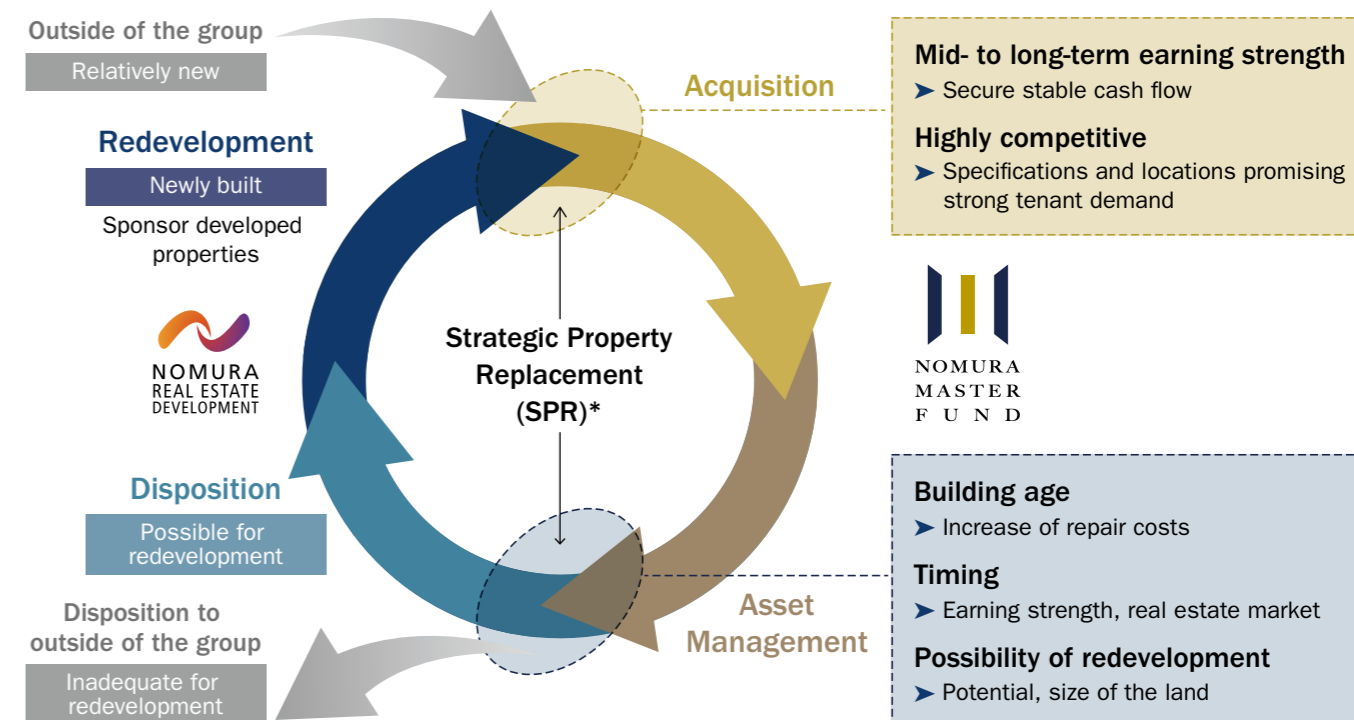 Outside of the group
Relatively new
Redevelopment
Newly built
Sponsor developed
properties
NOMURA
REAL ESTATE
DEVELOPMENT
Disposition
Possible for
redevelopment
Disposition to
outside of the group
Inadequate for
redevelopment
Strategic Property
Replacement
(SPR)*
Acquisition
Asset
Management
Mid- to long-term earning strength
➤ Secure stable cash flow
Highly competitive
➤ Specifications and locations promising
strong tenant demand
NOMURA
MASTER
FUND
Building age
➤ Increase of repair costs
Timing
➤ Earning strength, real estate market
Possibility of redevelopment
➤ Potential, size of the land